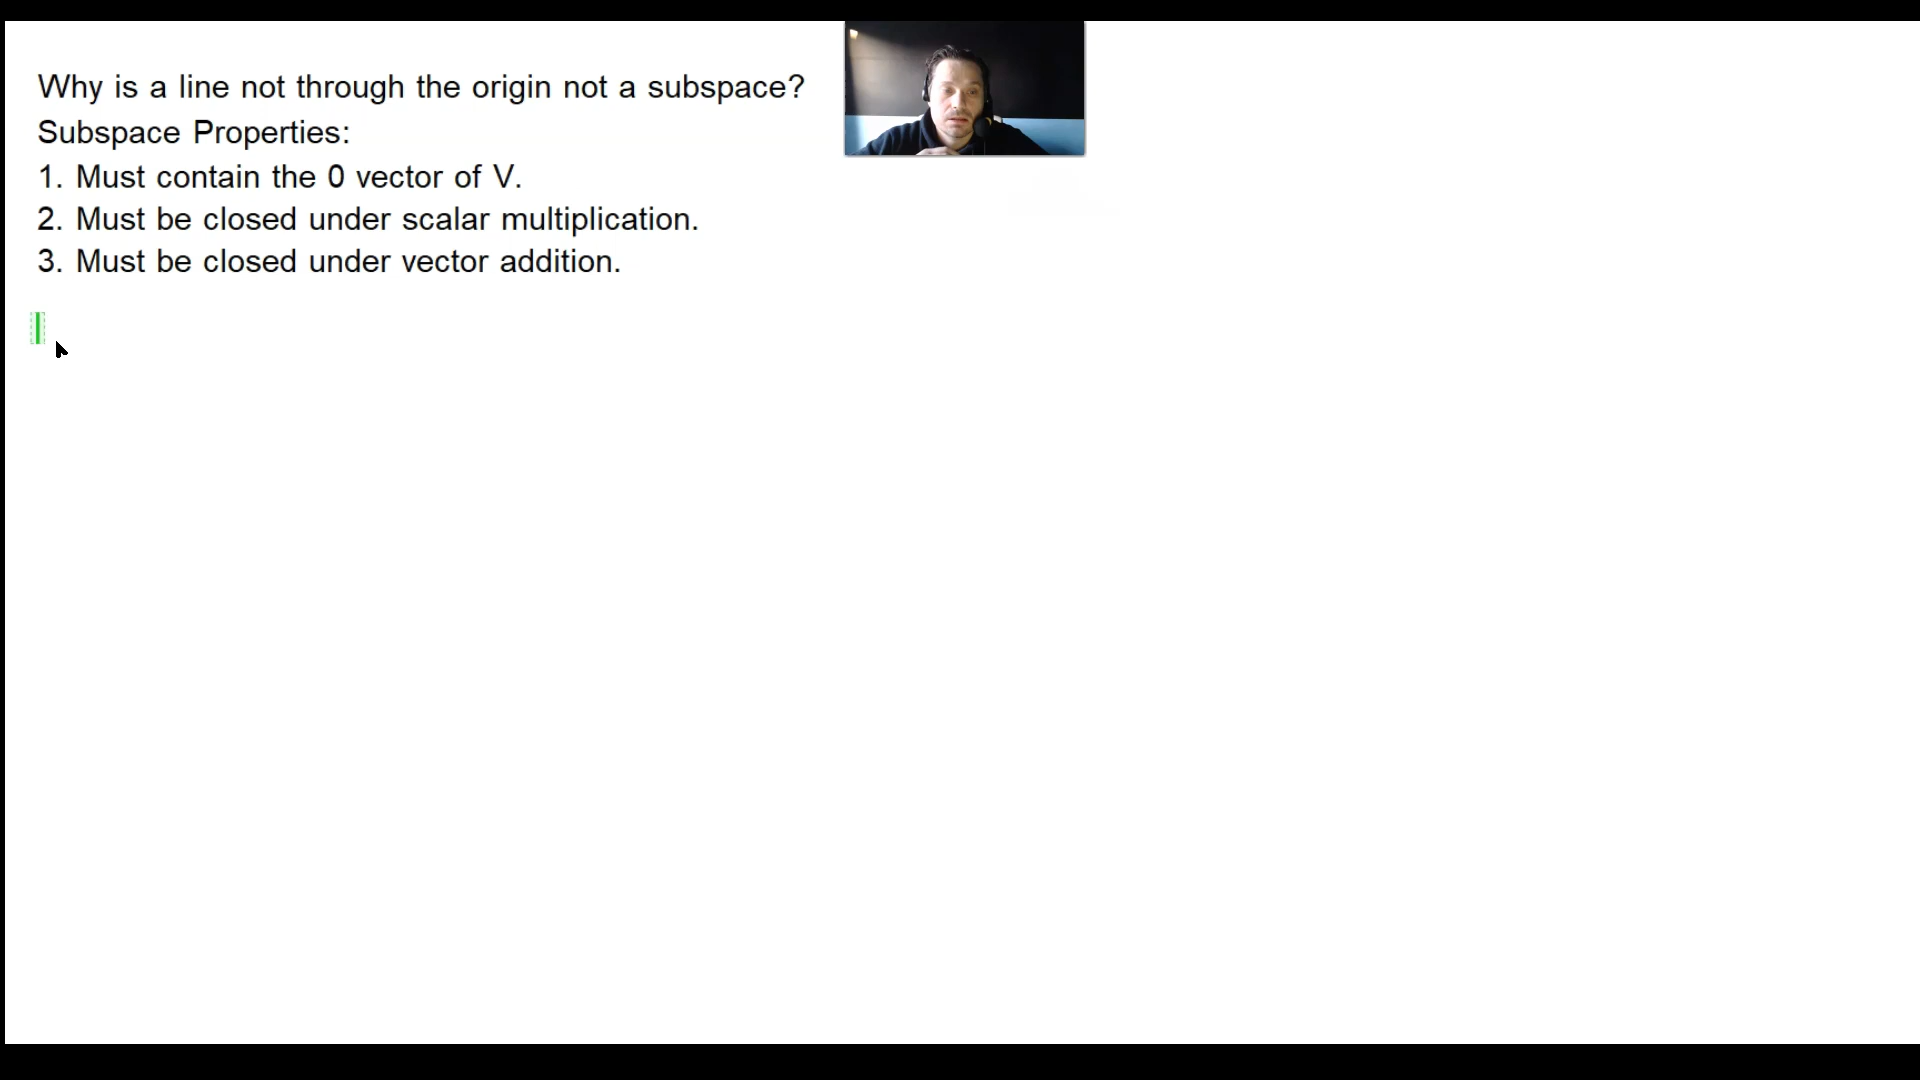 Why is a line not through the origin not a subspace?
Subspace Properties:
1. Must contain the 0 vector of V.
2. Must be closed under scalar multiplication.
3. Must be closed under vector addition.